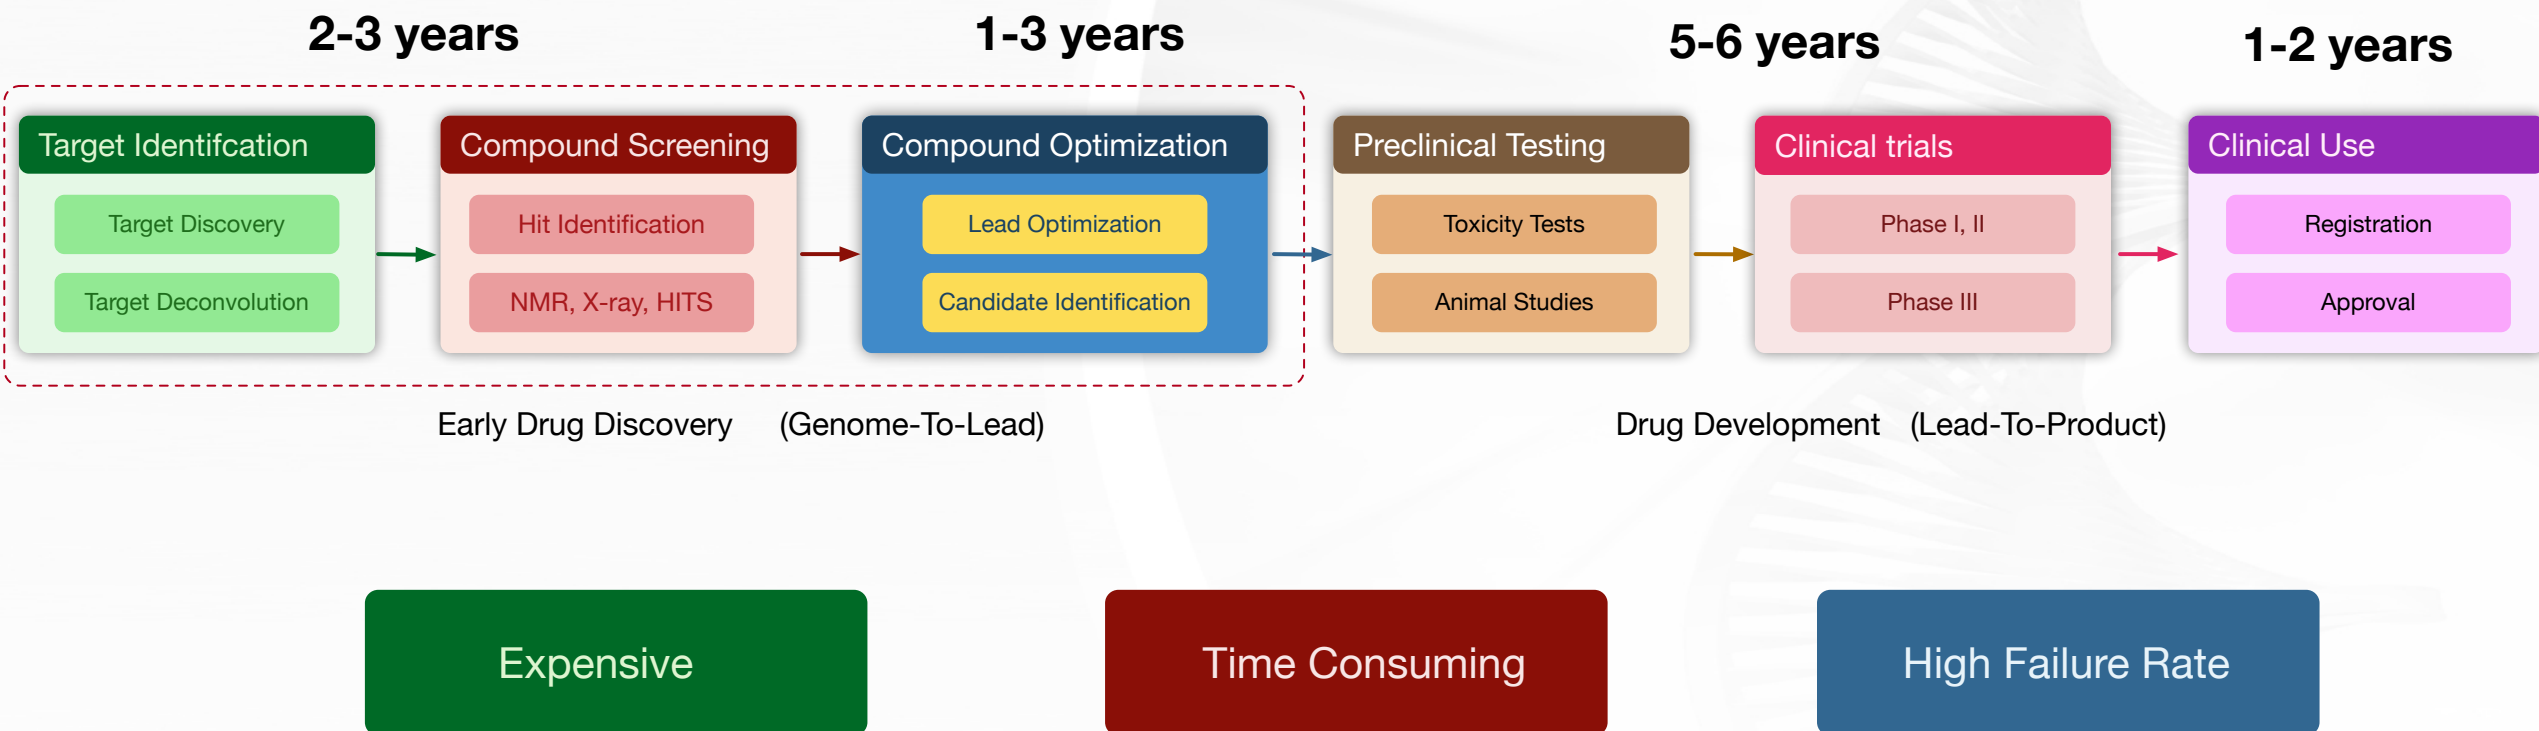 2-3 years
1-3 years
5-6 years
1-2 years
Target Identifcation
Target Discovery
Target Deconvolution
Compound Screening
Hit Identification
NMR, X-ray, HITS
Compound Optimization
Lead Optimization
Candidate Identification
Preclinical Testing
Toxicity Tests
Animal Studies
Clinical trials
Phase I, II
Phase III
Clinical Use
Registration
Approval
Early Drug Discovery (Genome-To-Lead)
Drug Development (Lead-To-Product)
Expensive
Time Consuming
High Failure Rate